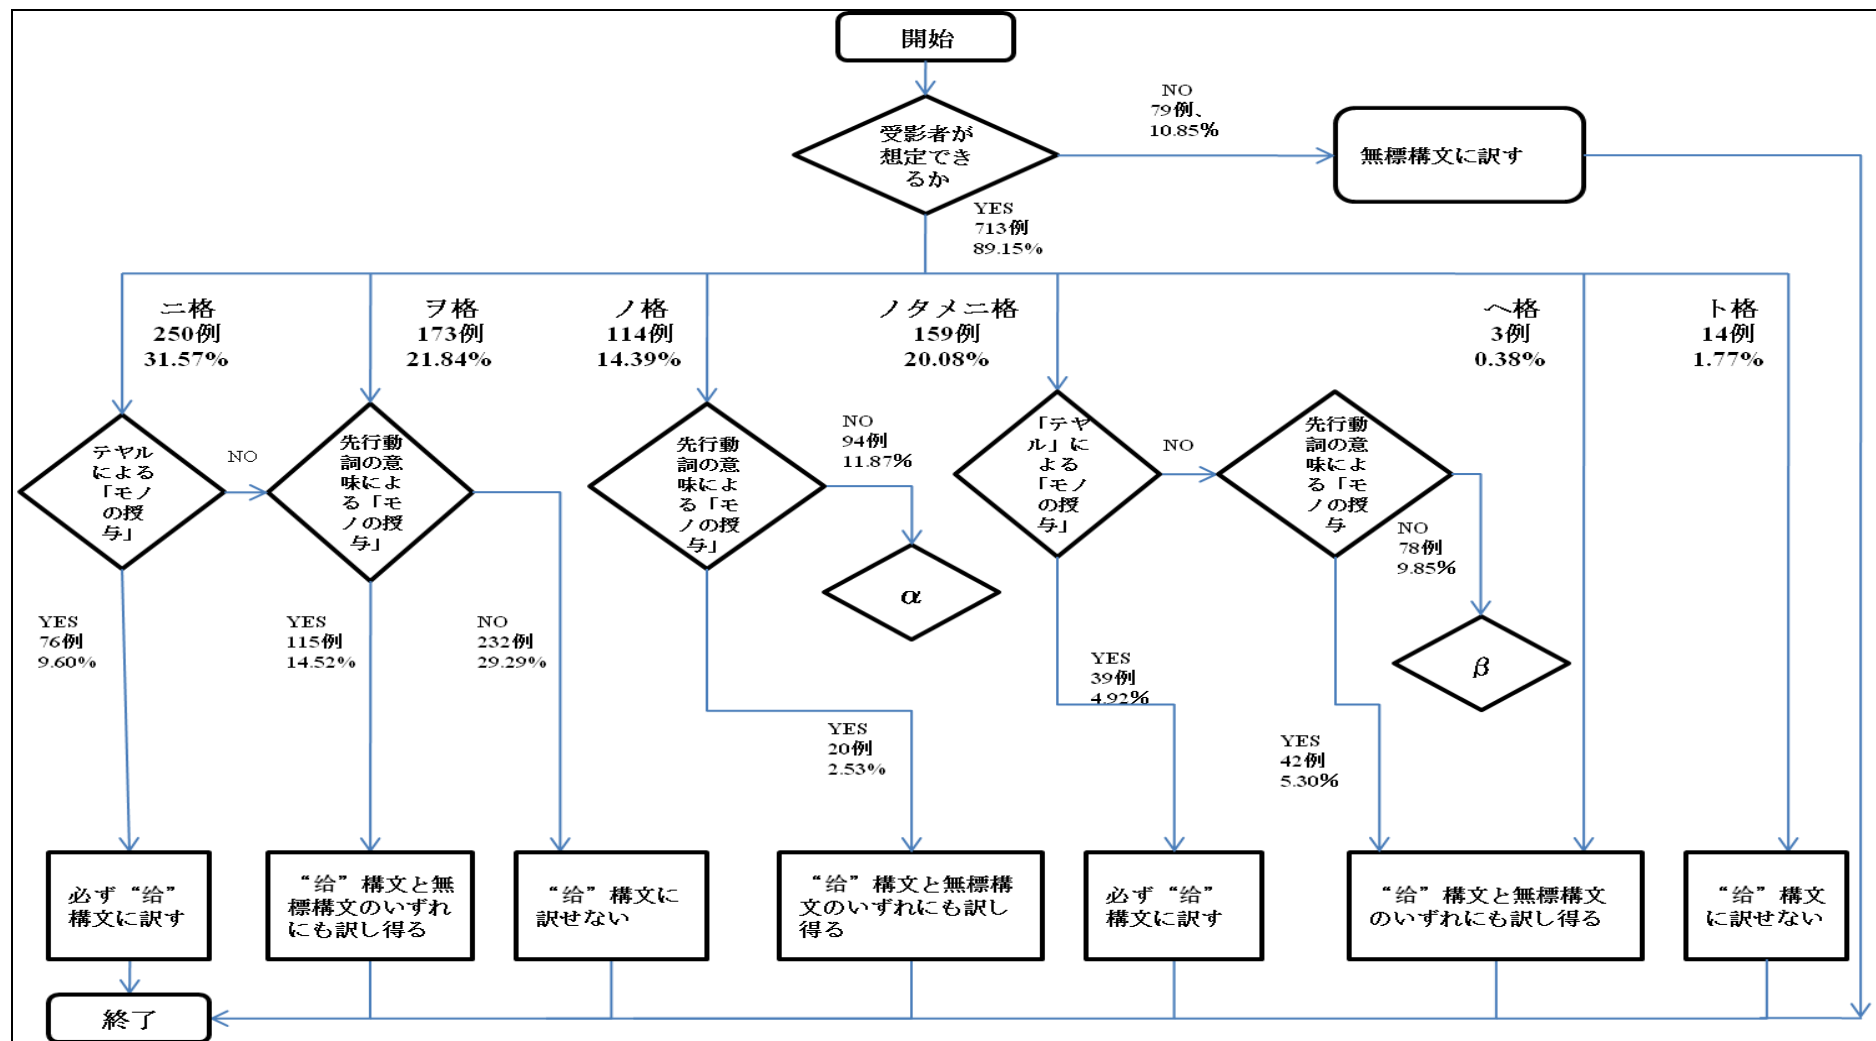 開始
受影者が
想定でき
るか
NO
79例、
10.85%
無標構文に訳す
YES
713例
89.15%
ニ格
250例
31.57%
ヲ格
173例
21.84%
ノ格
114例
14.39%
ノタメニ格
159例
20.08%
ヘ格
3例
0.38%
ト格
14例
1.77%
テヤル
による
「モノ
の授
与」
NO
先行動
詞の意
味によ
る「モ
ノの授
与」
先行動
詞の意
味によ
る「モ
ノの授
与」
NO
94例
11.87%
α
「テヤ
ル」に
よる
「モノ
の授
与」
NO
先行動
詞の意
味によ
る「モ
ノの授
与
NO
78例
9.85%
β
YES
76例
9.60%
YES
115例
14.52%
NO
232例
29.29%
YES
20例
2.53%
YES
39例
4.92%
YES
42例
5.30%
必ず“给”
構文に訳す
“给”構文と無
標構文のいずれ
にも訳し得る
“给”構文に
訳せない
“给”構文と無標構
文のいずれにも訳し
得る
必ず“给”
構文に訳す
“给”構文と無標構文
のいずれにも訳し得る
“给”構文
に訳せない
終了